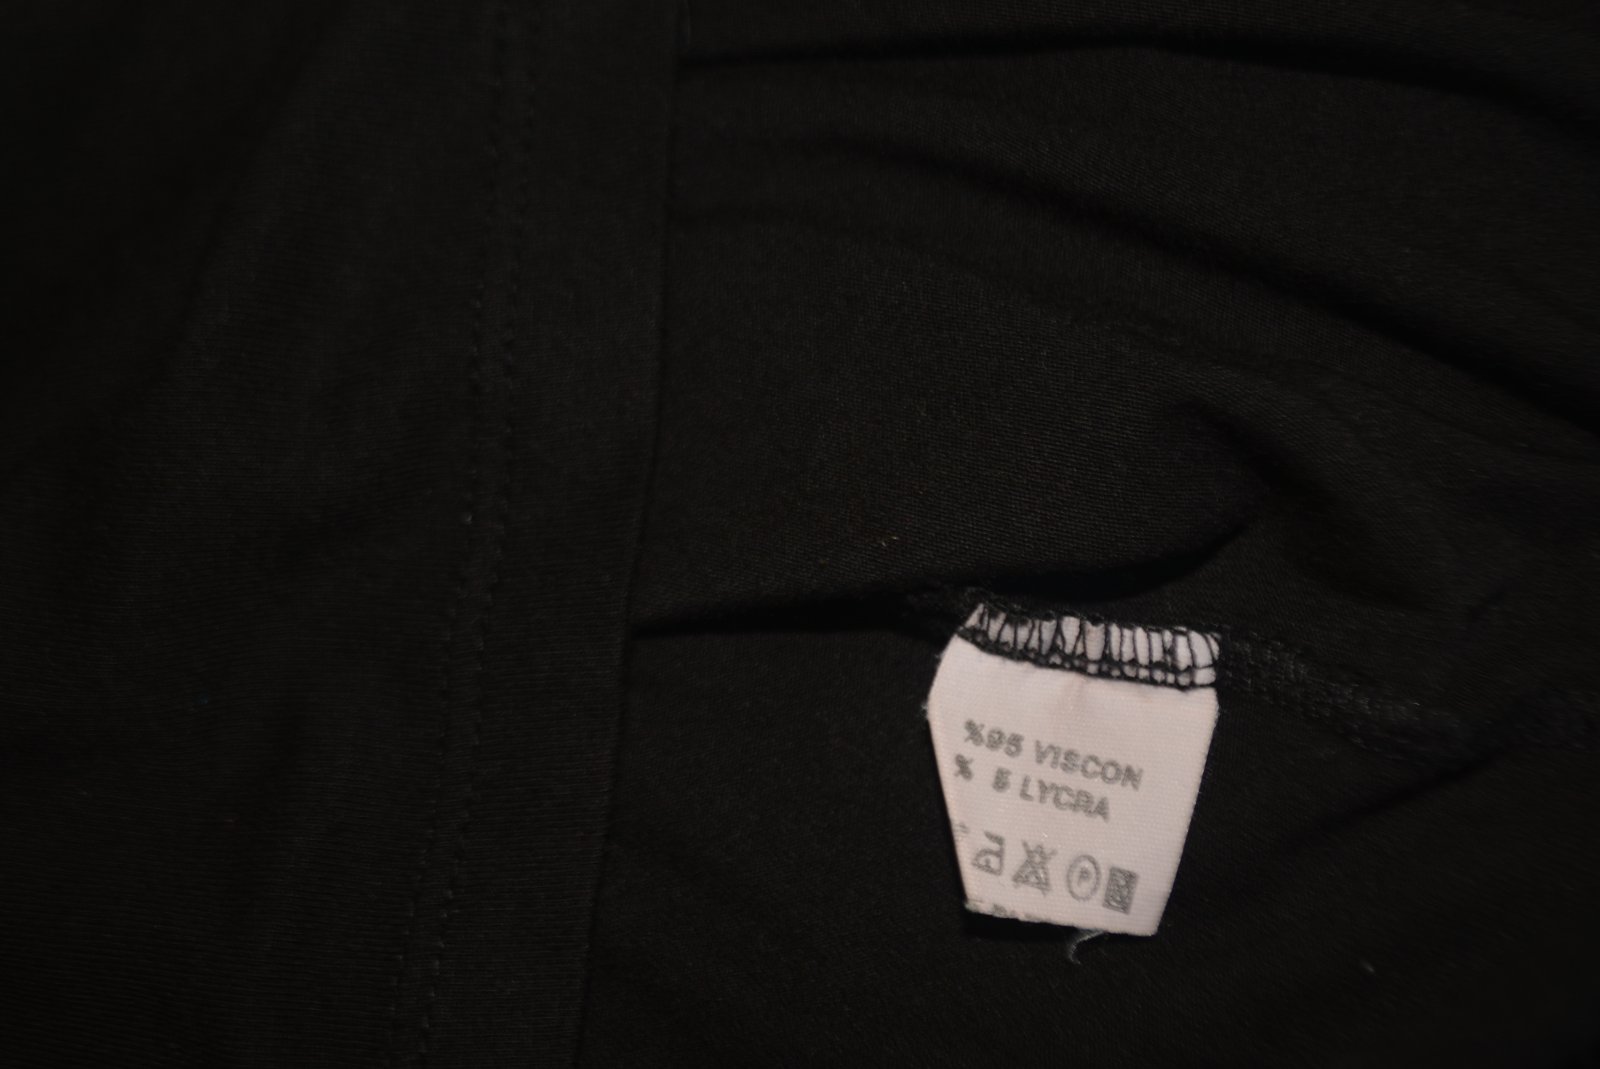 %95 VISCON
% 5 LYCRA
P